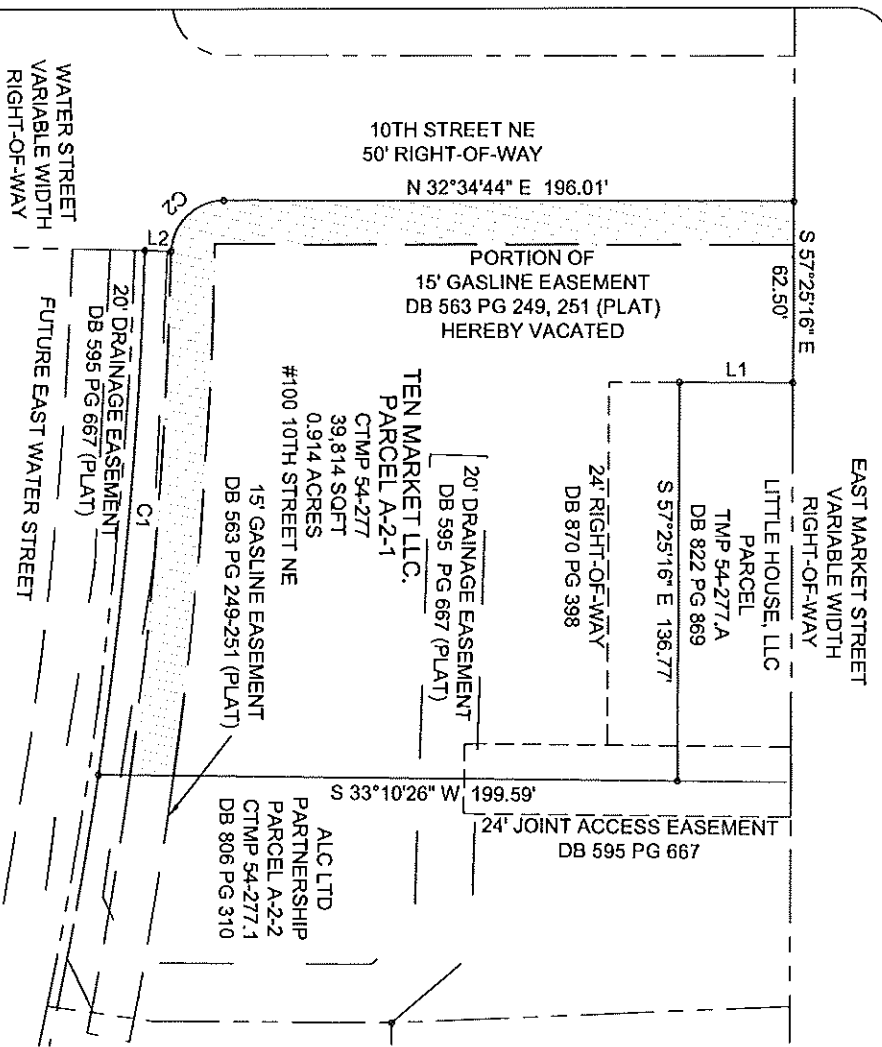 10TH STREET NE
50' RIGHT-OF-WAY
N 32°34'44" E 196.01'
PORTION OF
15' GASLINE EASEMENT
DB 563 PG 249, 251 (PLAT)
HEREBY VACATED
S 57°25'16" E
62.50'
EAST MARKET STREET
VARIABLE WIDTH
RIGHT-OF-WAY
L1
LITTLE HOUSE, LLC
PARCEL
TMP 54-277.A
DB 822 PG 869
S 57°25'16" E 136.77'
24' RIGHT-OF-WAY
DB 870 PG 398
20' DRAINAGE EASEMENT
DB 595 PG 667 (PLAT)
TEN MARKET LLC.
PARCEL A-2-1
CTMP 54-277
39,814 SQFT
0.914 ACRES
#100 10TH STREET NE
15' GASLINE EASEMENT
DB 563 PG 249-251 (PLAT)
WATER STREET
VARIABLE WIDTH
RIGHT-OF-WAY
C2
L2
20' DRAINAGE EASEMENT
DB 595 PG 667 (PLAT)
C1
FUTURE EAST WATER STREET
S 33°10'26" W 199.59'
24' JOINT ACCESS EASEMENT
DB 595 PG 667
ALC LTD
PARTNERSHIP
PARCEL A-2-2
CTMP 54-277.1
DB 806 PG 310